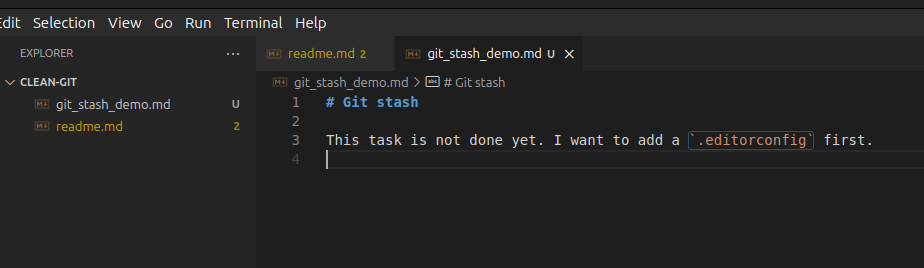 dit Selection View Go Run Terminal Help
EXPLORER ···
CLEAN-GIT
git_stash_demo.md U
readme.md 2
readme.md 2 git_stash_demo.md U
git_stash_demo.md > # Git stash
1 # Git stash
2
3 This task is not done yet. I want to add a `.editorconfig` first.
4